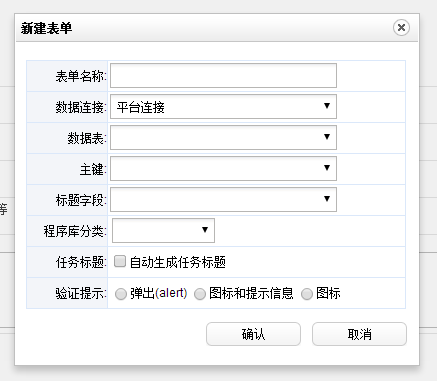 新建表单
表单名称:
数据连接: 平台连接
数据表:
主键:
标题字段:
等
程序库分类:
任务标题: 自动生成任务标题
验证提示: 弹出(alert) 图标和提示信息 图标
确认 取消